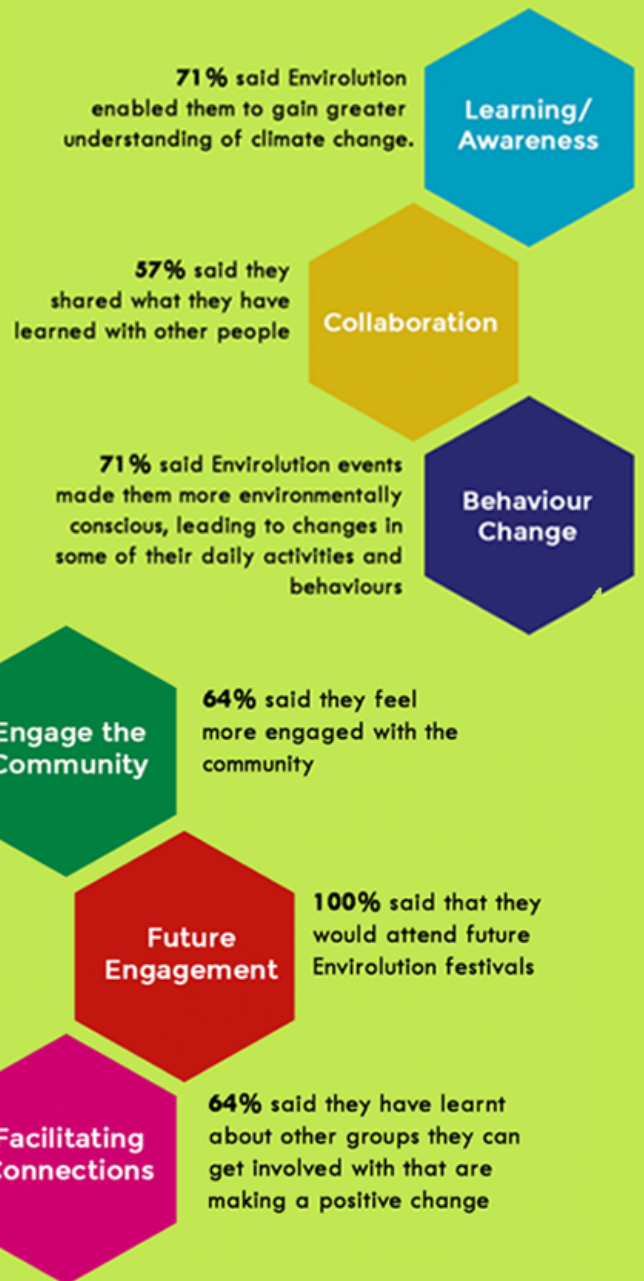 71% said Envirolution
enabled them to gain greater
understanding of climate change.
Learning/
Awareness
57% said they
shared what they have
learned with other people
Collaboration
71% said Envirolution events
made them more environmentally
conscious, leading to changes in
some of their daily activities and
behaviours
Behaviour
Change
Engage the
Community
64% said they feel
more engaged with the
community
Future
Engagement
100% said that they
would attend future
Envirolution festivals
Facilitating
Connections
64% said they have learnt
about other groups they can
get involved with that are
making a positive change